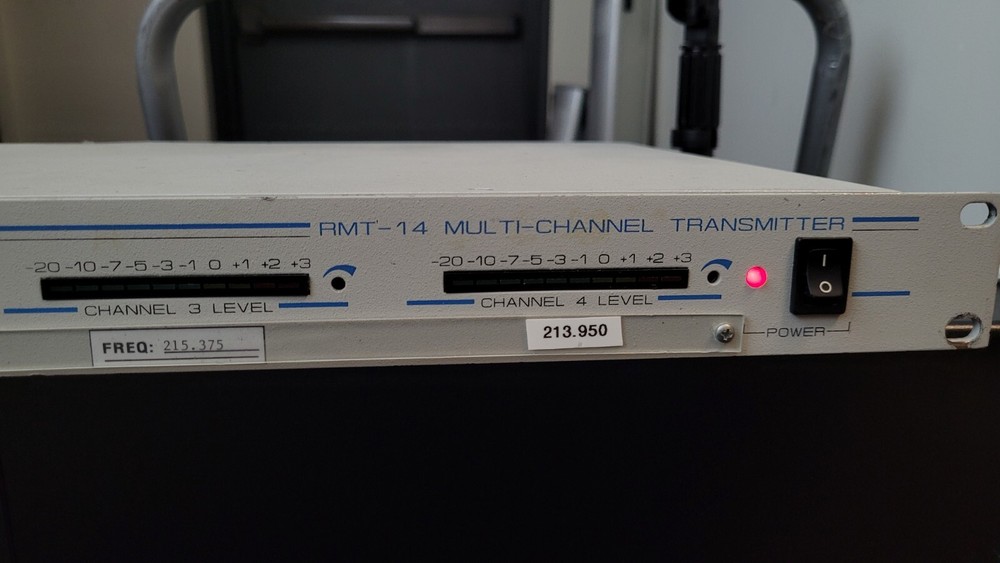 RMT-14 MULTI-CHANNEL TRANSMITTER
-20 -10 -7 -5 -3 -1 0 +1 +2 +3
CHANNEL 3 LEVEL
-20 -10 -7 -5 -3 -1 0 +1 +2 +3
CHANNEL 4 LEVEL
I
O
POWER
FREQ: 215.375
213.950